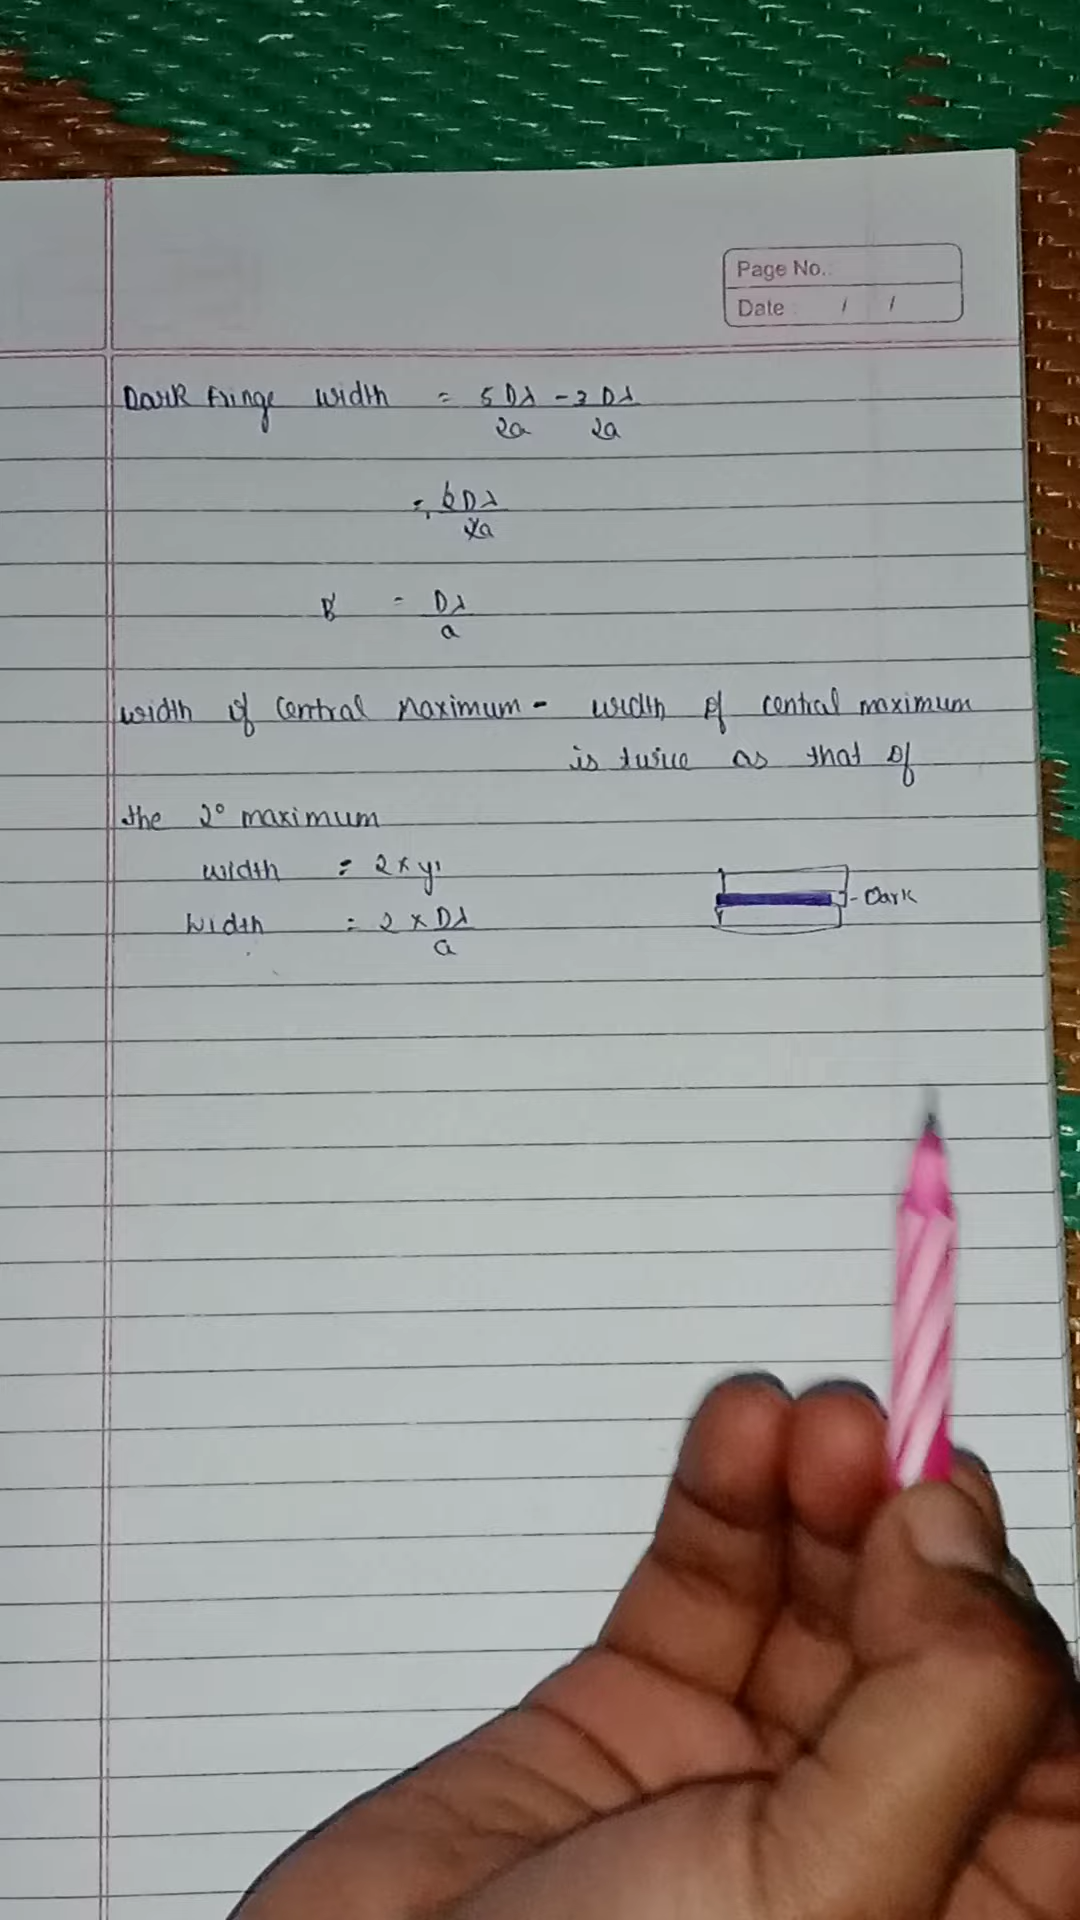 Page No.:
Date : / /
Dark Fringe width = 5Dλ/2a - 3Dλ/2a
= 2Dλ/2a
β = Dλ/a
width of Central Maximum - width of central maximum
is twice as that of
the 2° maximum
width = 2 × y1
Width = 2 × Dλ/a
- Dark